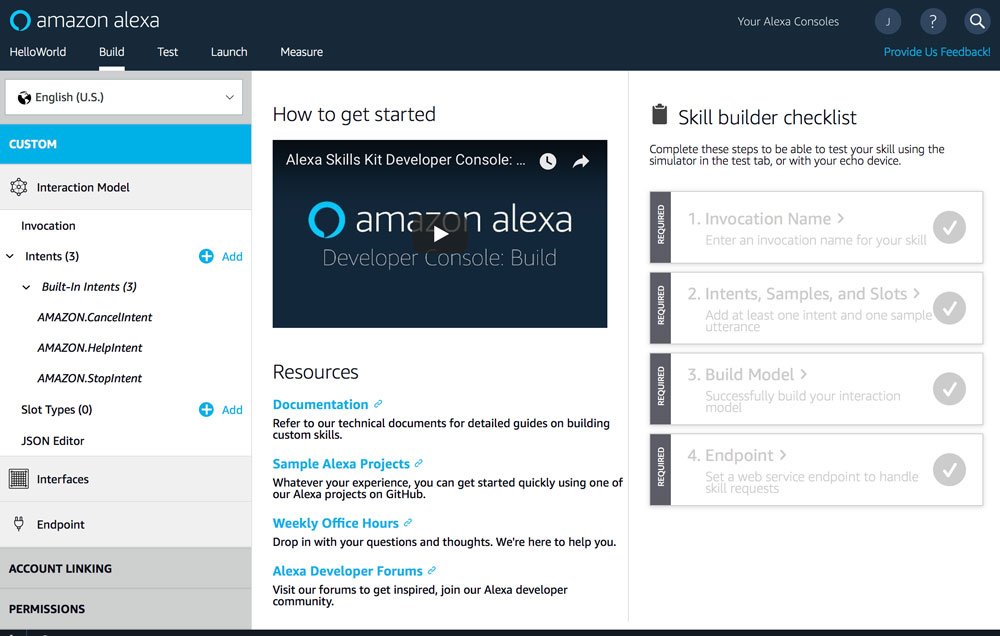 amazon alexa
Your Alexa Consoles
J
?
HelloWorld
Build
Test
Launch
Measure
Provide Us Feedback!
English (U.S.)
CUSTOM
Interaction Model
Invocation
Intents (3)
Add
Built-In Intents (3)
AMAZON.CancelIntent
AMAZON.HelpIntent
AMAZON.StopIntent
Slot Types (0)
Add
JSON Editor
Interfaces
Endpoint
ACCOUNT LINKING
PERMISSIONS
How to get started
Alexa Skills Kit Developer Console: ...
amazon alexa
Developer Console: Build
Resources
Documentation
Refer to our technical documents for detailed guides on building
custom skills.
Sample Alexa Projects
Whatever your experience, you can get started quickly using one of
our Alexa projects on GitHub.
Weekly Office Hours
Drop in with your questions and thoughts. We're here to help you.
Alexa Developer Forums
Visit our forums to get inspired, join our Alexa developer
community.
Skill builder checklist
Complete these steps to be able to test your skill using the
simulator in the test tab, or with your echo device.
REQUIRED
1. Invocation Name >
Enter an invocation name for your skill
REQUIRED
2. Intents, Samples, and Slots >
Add at least one intent and one sample
utterance
REQUIRED
3. Build Model >
Successfully build your interaction
model
REQUIRED
4. Endpoint >
Set a web service endpoint to handle
skill requests